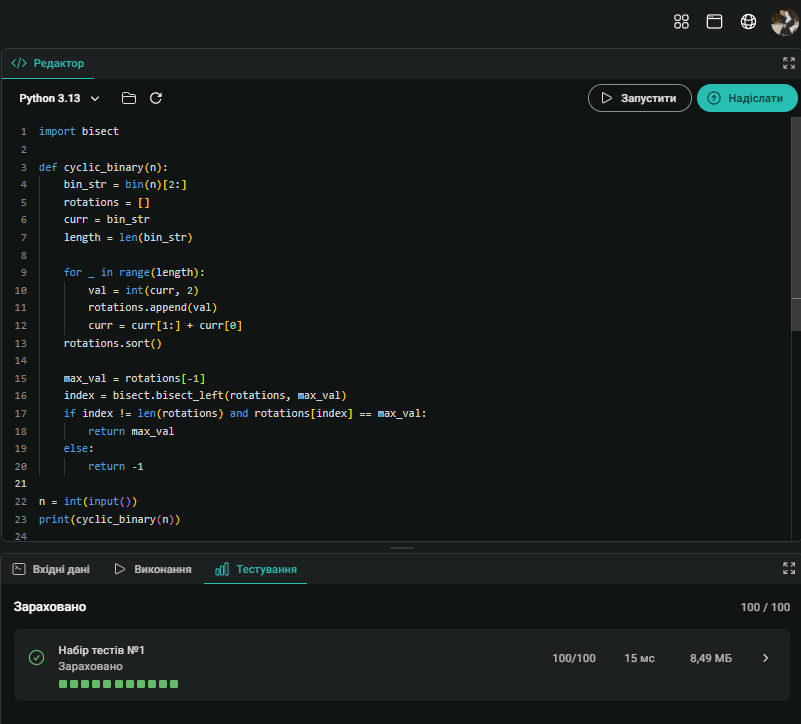 </> Редактор
Python 3.13
Запустити
Надіслати
1 import bisect
2
3 def cyclic_binary(n):
4 bin_str = bin(n)[2:]
5 rotations = []
6 curr = bin_str
7 length = len(bin_str)
8
9 for _ in range(length):
10 val = int(curr, 2)
11 rotations.append(val)
12 curr = curr[1:] + curr[0]
13 rotations.sort()
14
15 max_val = rotations[-1]
16 index = bisect.bisect_left(rotations, max_val)
17 if index != len(rotations) and rotations[index] == max_val:
18 return max_val
19 else:
20 return -1
21
22 n = int(input())
23 print(cyclic_binary(n))
24
Вхідні дані
Виконання
Тестування
Зараховано
100 / 100
Набір тестів №1
Зараховано
100/100
15 мс
8,49 МБ